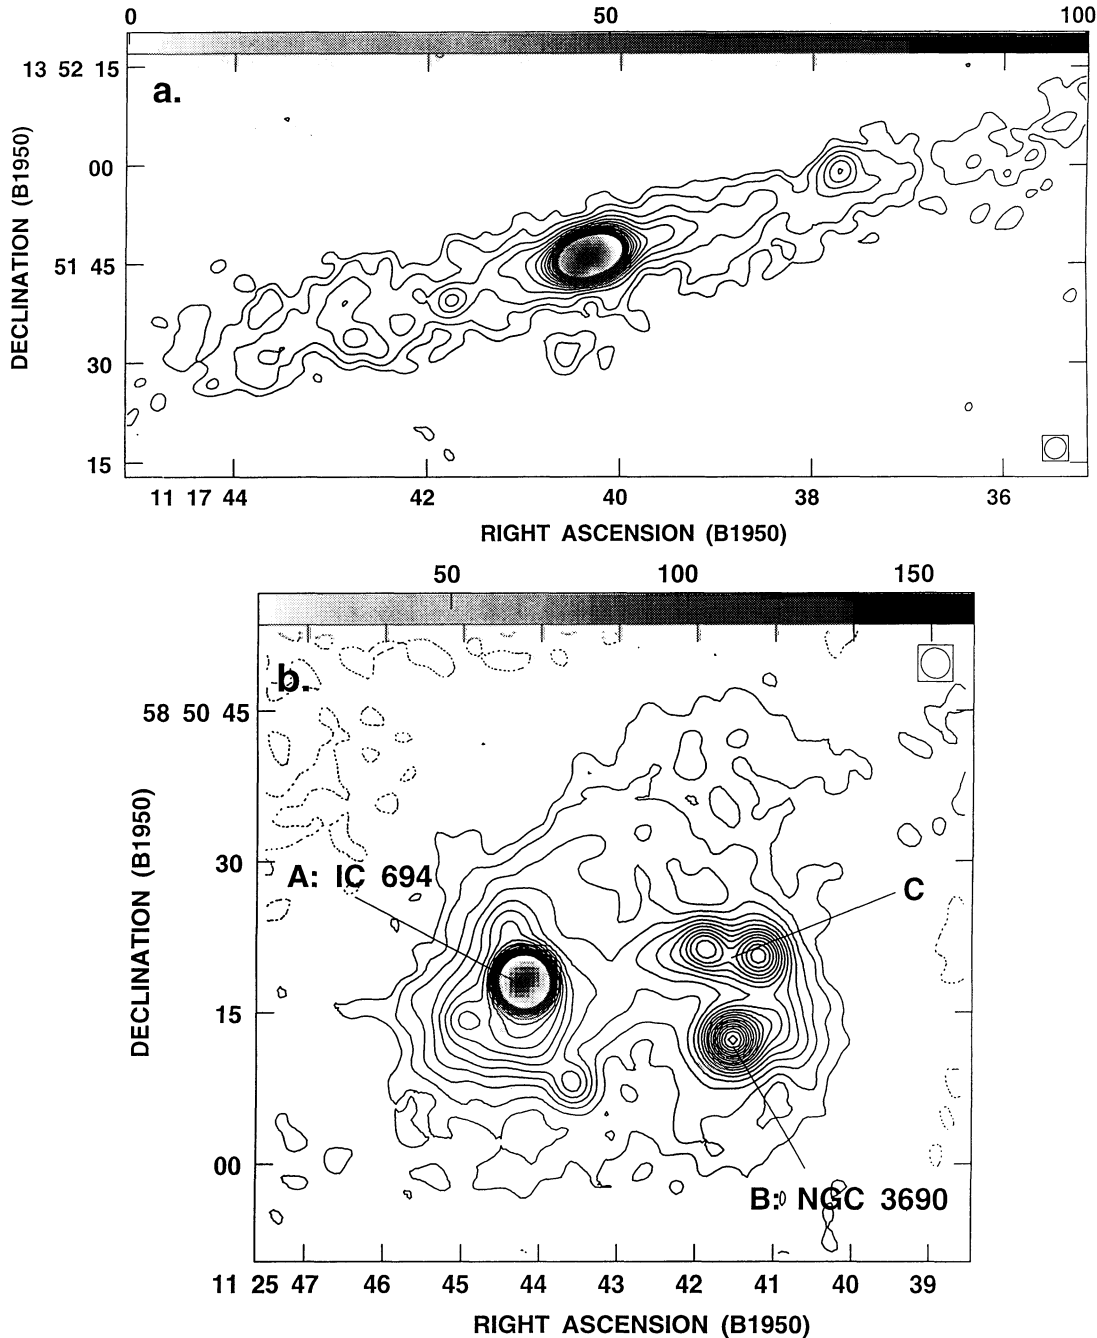 0 50 100
13 52 15
a.
00
51 45
30
15
DECLINATION (B1950)
11 17 44 42 40 38 36
RIGHT ASCENSION (B1950)
50 100 150
b.
58 50 45
30
A: IC 694
C
15
00
B: NGC 3690
DECLINATION (B1950)
11 25 47 46 45 44 43 42 41 40 39
RIGHT ASCENSION (B1950)